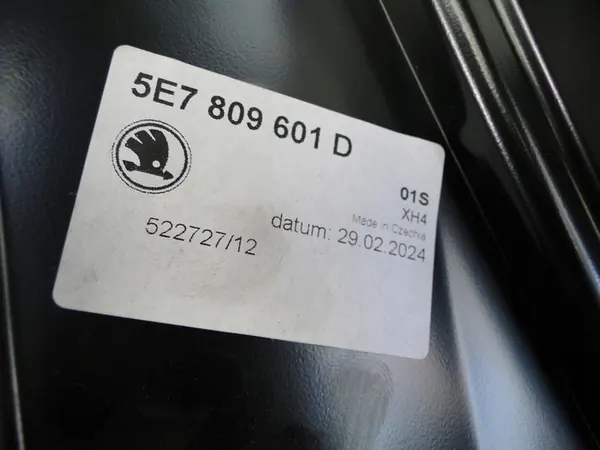 5E7 809 601 D
01S
XH4
Made in Czechia
522727/12
datum: 29.02.2024